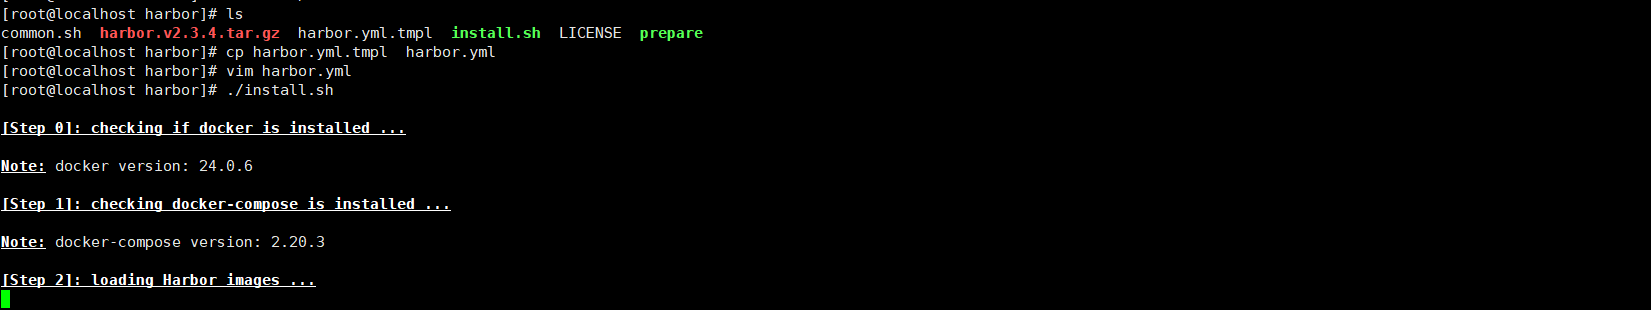 [root@localhost harbor]# ls
common.sh  harbor.v2.3.4.tar.gz  harbor.yml.tmpl  install.sh  LICENSE  prepare
[root@localhost harbor]# cp harbor.yml.tmpl  harbor.yml
[root@localhost harbor]# vim harbor.yml
[root@localhost harbor]# ./install.sh
[Step 0]: checking if docker is installed ...
Note: docker version: 24.0.6
[Step 1]: checking docker-compose is installed ...
Note: docker-compose version: 2.20.3
[Step 2]: loading Harbor images ...